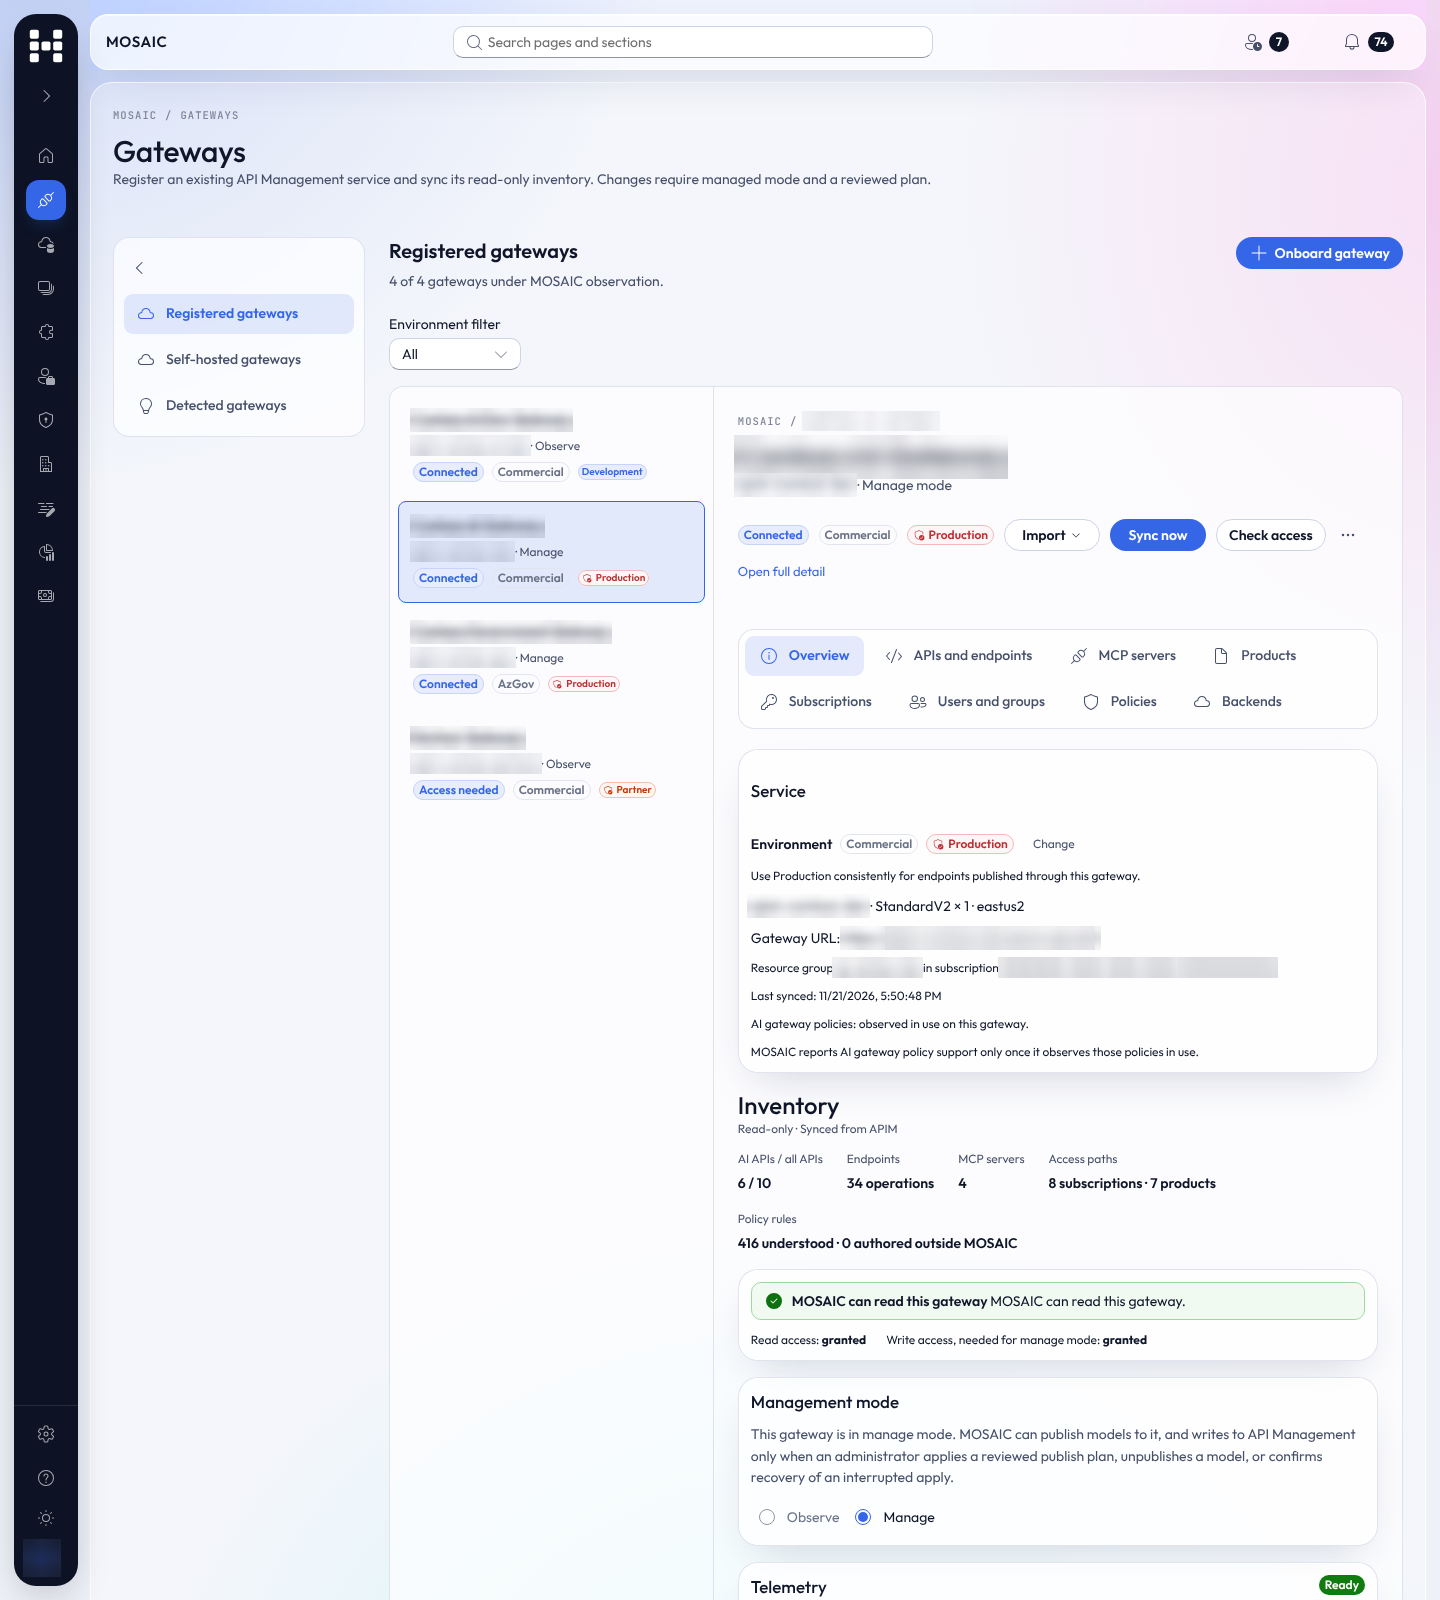 MOSAIC
Search pages and sections
7
74
MOSAIC / GATEWAYS
Gateways
Register an existing API Management service and sync its read-only inventory. Changes require managed mode and a reviewed plan.
Registered gateways
Self-hosted gateways
Detected gateways
Registered gateways
4 of 4 gateways under MOSAIC observation.
Onboard gateway
Environment filter
All
· Observe
Connected Commercial Development
· Manage
Connected Commercial Production
· Manage
Connected AzGov Production
· Observe
Access needed Commercial Partner
MOSAIC /
· Manage mode
Connected Commercial Production Import Sync now Check access ···
Open full detail
Overview APIs and endpoints MCP servers Products
Subscriptions Users and groups Policies Backends
Service
Environment Commercial Production Change
Use Production consistently for endpoints published through this gateway.
· StandardV2 × 1 · eastus2
Gateway URL:
Resource group in subscription
Last synced: 11/21/2026, 5:50:48 PM
AI gateway policies: observed in use on this gateway.
MOSAIC reports AI gateway policy support only once it observes those policies in use.
Inventory
Read-only · Synced from APIM
AI APIs / all APIs Endpoints MCP servers Access paths
6 / 10 34 operations 4 8 subscriptions · 7 products
Policy rules
416 understood · 0 authored outside MOSAIC
MOSAIC can read this gateway MOSAIC can read this gateway.
Read access: granted Write access, needed for manage mode: granted
Management mode
This gateway is in manage mode. MOSAIC can publish models to it, and writes to API Management
only when an administrator applies a reviewed publish plan, unpublishes a model, or confirms
recovery of an interrupted apply.
Observe Manage
Telemetry Ready